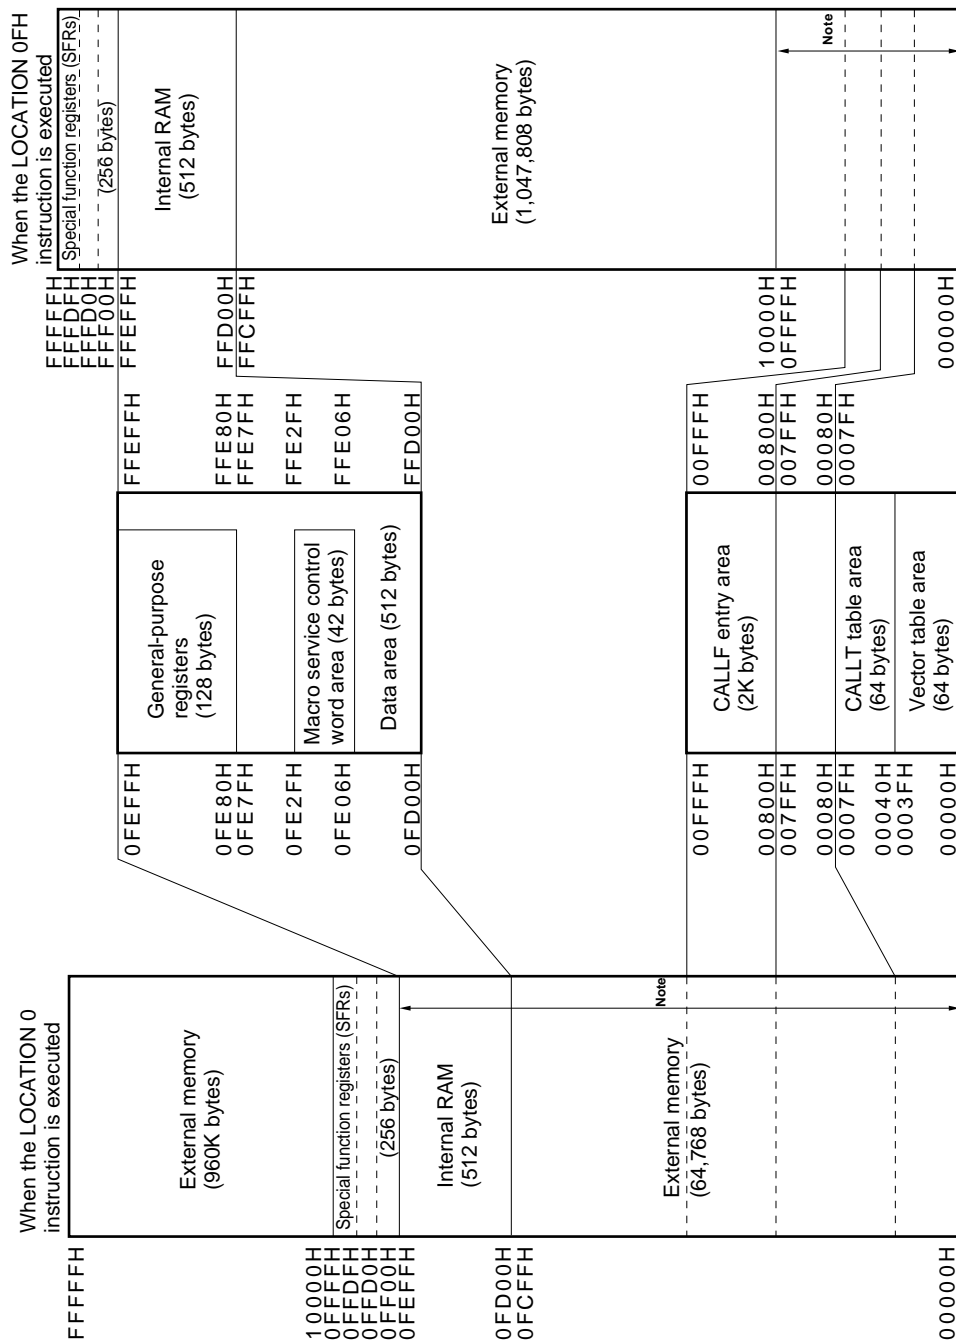 When the LOCATION 0
instruction is executed
FFFFFH
10000H
0FFFFH
0FFDFH
0FFD0H
0FF00H
0FEFFH
0FD00H
0FCFFH
00000H
External memory
(960K bytes)
Special function registers (SFRs)
(256 bytes)
Internal RAM
(512 bytes)
External memory
(64,768 bytes)
Note
0FEFFH
0FE80H
0FE7FH
0FE2FH
0FE06H
0FD00H
00FFFH
00800H
007FFH
00080H
0007FH
00040H
0003FH
00000H
General-purpose
registers
(128 bytes)
Macro service control
word area (42 bytes)
Data area (512 bytes)
CALLF entry area
(2K bytes)
CALLT table area
(64 bytes)
Vector table area
(64 bytes)
FFEFFH
FFE80H
FFE7FH
FFE2FH
FFE06H
FFD00H
00FFFH
00800H
007FFH
00080H
0007FH
When the LOCATION 0FH
instruction is executed
FFFFFH
FFFDFH
FFFD0H
FFF00H
FFEFFH
FFD00H
FFCFFH
10000H
0FFFFH
00000H
Special function registers (SFRs)
(256 bytes)
Internal RAM
(512 bytes)
External memory
(1,047,808 bytes)
Note